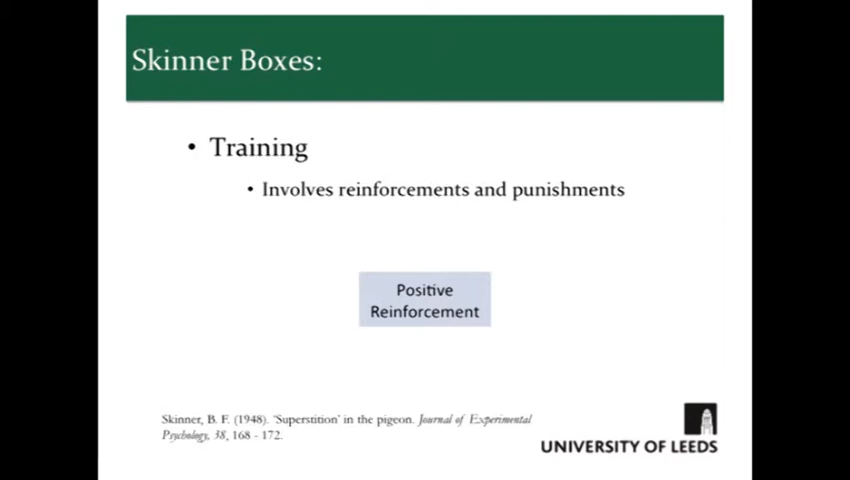 Skinner Boxes:
• Training
• Involves reinforcements and punishments
Positive
Reinforcement
Skinner, B. F. (1948). 'Superstition' in the pigeon. Journal of Experimental
Psychology, 38, 168 - 172.
UNIVERSITY OF LEEDS